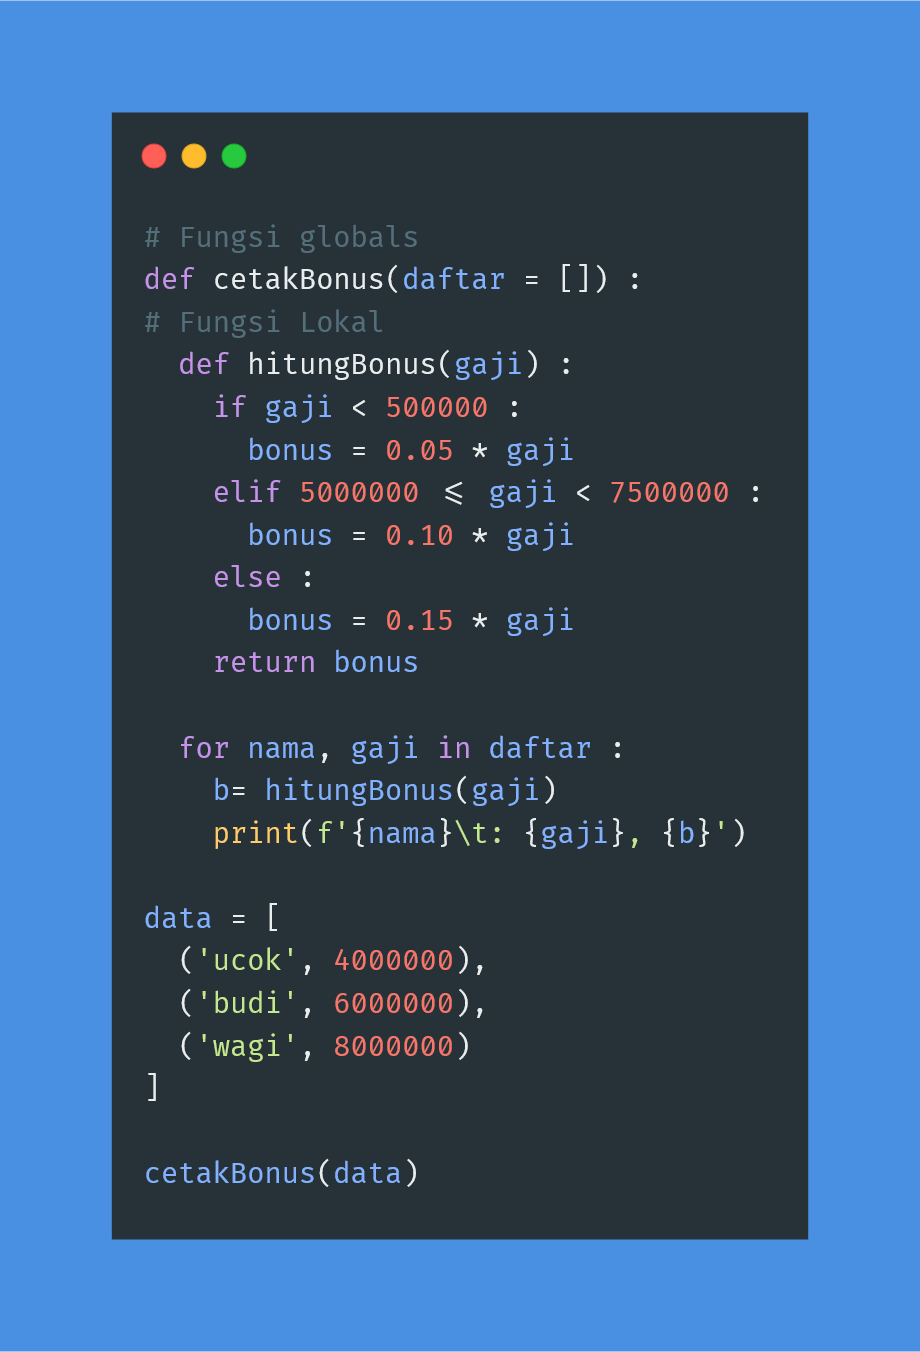 # Fungsi globals
def cetakBonus(daftar = []) :
# Fungsi Lokal
  def hitungBonus(gaji) :
    if gaji < 500000 :
      bonus = 0.05 * gaji
    elif 5000000 <= gaji < 7500000 :
      bonus = 0.10 * gaji
    else :
      bonus = 0.15 * gaji
    return bonus

  for nama, gaji in daftar :
    b= hitungBonus(gaji)
    print(f'{nama}\t: {gaji}, {b}')

data = [
  ('ucok', 4000000),
  ('budi', 6000000),
  ('wagi', 8000000)
]

cetakBonus(data)